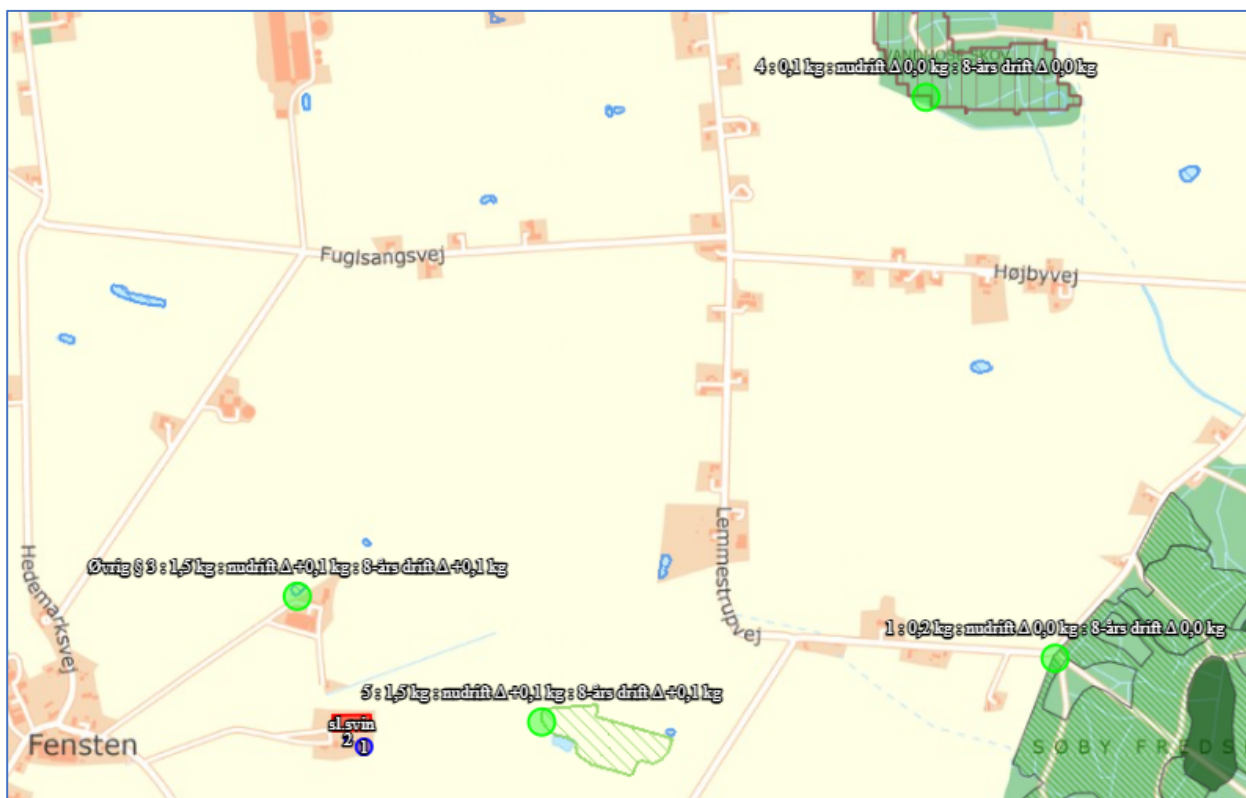 VANDHOSE SKOV
4 : 0,1 kg : nudrift Δ 0,0 kg : 8-års drift Δ 0,0 kg
Fuglsangsvej
Højbyvej
Lemmestrupvej
Hedemarksvej
Øvrig § 3 : 1,5 kg : nudrift Δ +0,1 kg : 8-års drift Δ +0,1 kg
1 : 0,2 kg : nudrift Δ 0,0 kg : 8-års drift Δ 0,0 kg
5 : 1,5 kg : nudrift Δ +0,1 kg : 8-års drift Δ +0,1 kg
sl.svin
2
1
Fensten
SØBY FREDS